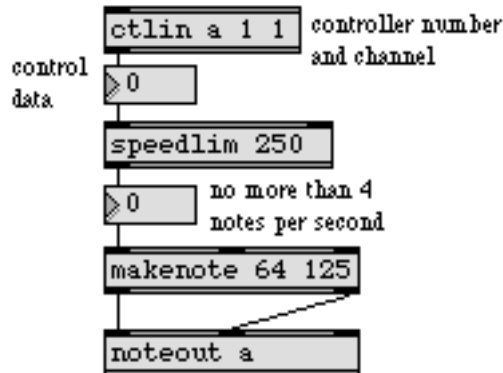 ctlin a 1 1
controller number
and channel
control
data
0
speedlim 250
0
no more than 4
notes per second
makenote 64 125
noteout a